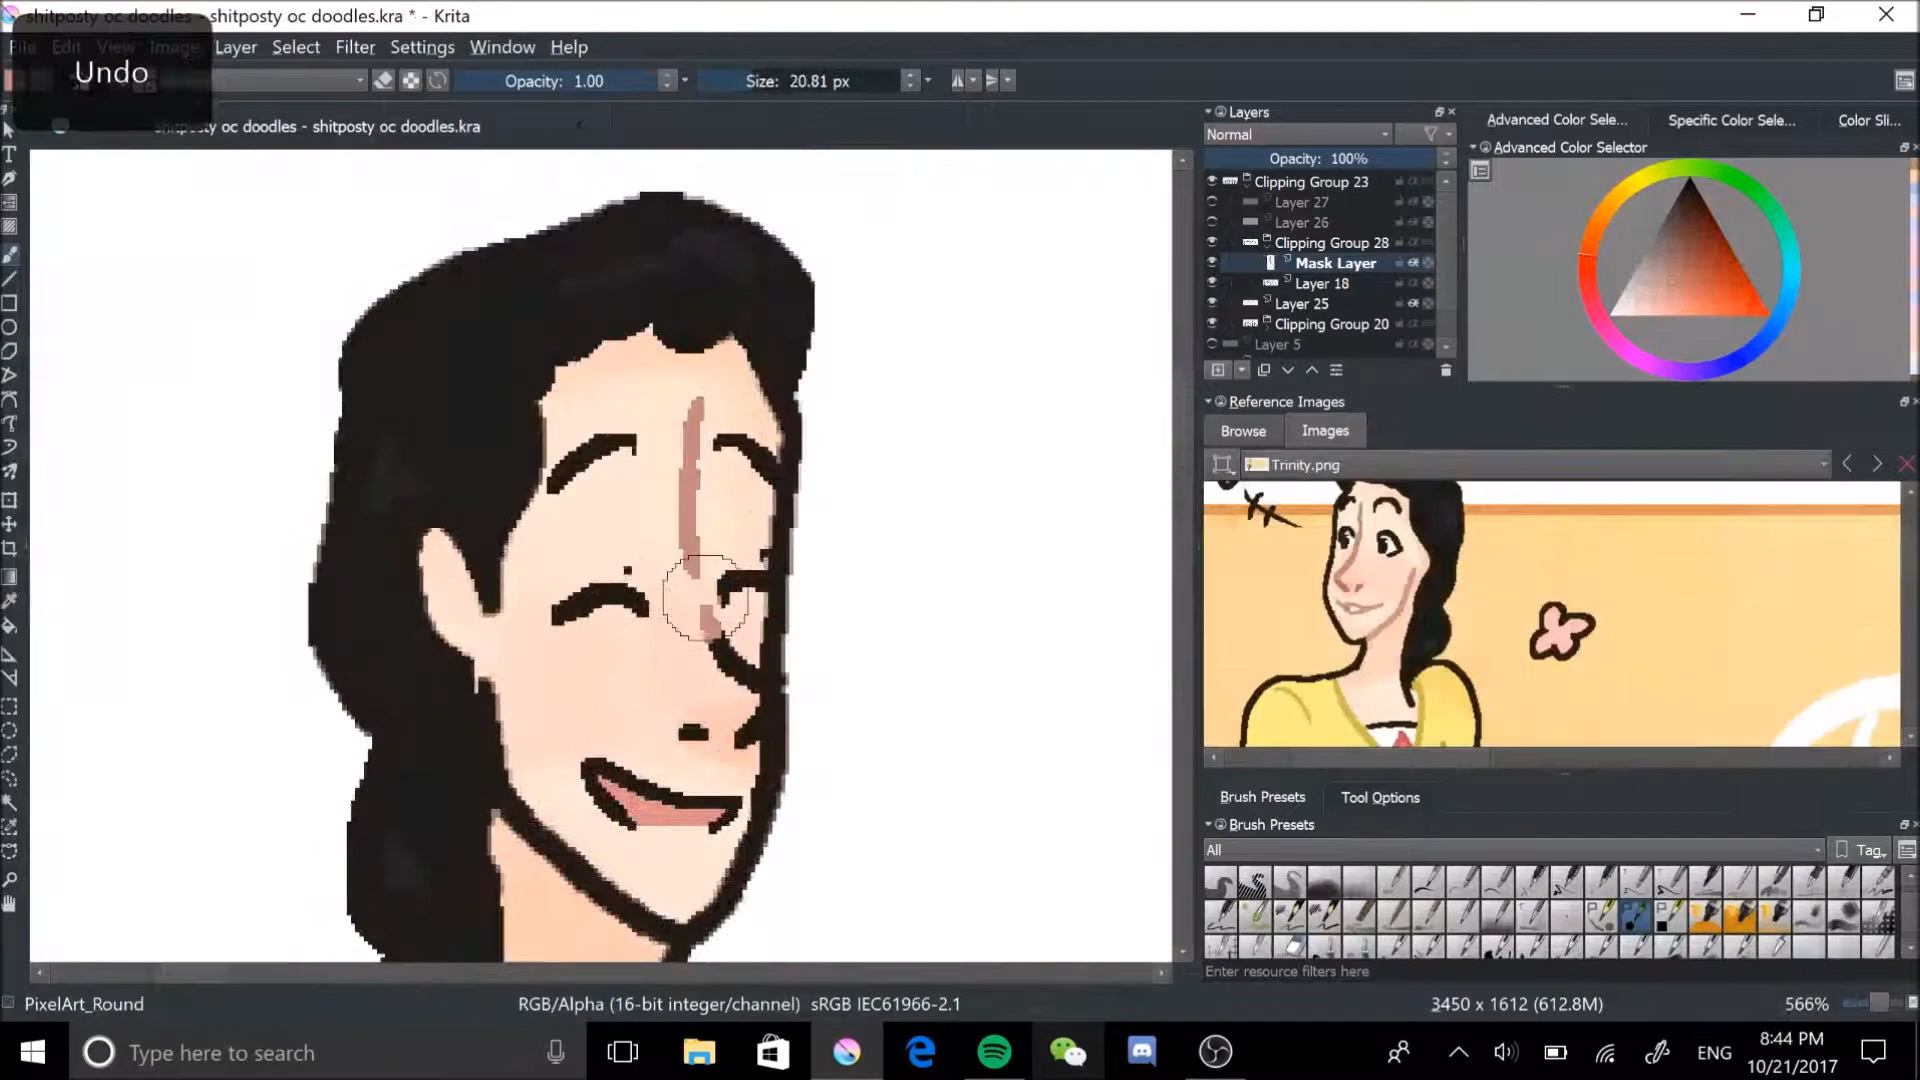 shitposty oc doodles - shitposty oc doodles.kra * - Krita
File Edit View Image Layer Select Filter Settings Window Help
Undo
Opacity: 1.00
Size: 20.81 px
shitposty oc doodles - shitposty oc doodles.kra
Layers
Normal
Opacity: 100%
Clipping Group 23
Layer 27
Layer 26
Clipping Group 28
Mask Layer
Layer 18
Layer 25
Clipping Group 20
Layer 5
Advanced Color Sele... Specific Color Sele... Color Sli...
Advanced Color Selector
Reference Images
Browse Images
Trinity.png
Brush Presets Tool Options
Brush Presets
All
Tag
Enter resource filters here
PixelArt_Round
RGB/Alpha (16-bit integer/channel) sRGB IEC61966-2.1
3450 x 1612 (612.8M)
566%
Type here to search
ENG
8:44 PM
10/21/2017